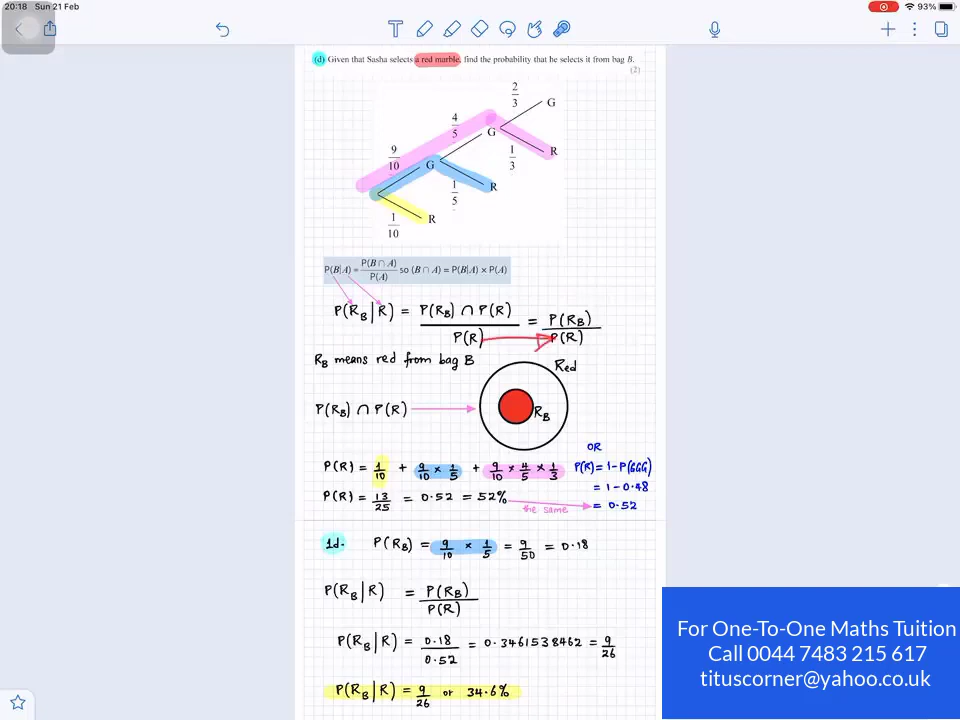 20:18 Sun 21 Feb
93%
(d) Given that Sasha selects a red marble, find the probability that he selects it from bag B.
(2)
2/3
G
4/5
G
9/10
1/3
R
G
1/5
R
1/10
R
P(B|A) = P(B ∩ A)/P(A) so (B ∩ A) = P(B|A) × P(A)
P(R_B | R) = P(R_B) ∩ P(R)/P(R) = P(R_B)/P(R)
R_B means red from bag B
Red
P(R_B) ∩ P(R)
R_B
OR
P(R) = 1/10 + 9/10 × 1/5 + 9/10 × 4/5 × 1/3
P(R) = 1 - P(GGG)
= 1 - 0.48
P(R) = 13/25 = 0.52 = 52%
the same
= 0.52
1d. P(R_B) = 9/10 × 1/5 = 9/50 = 0.18
P(R_B | R) = P(R_B)/P(R)
P(R_B | R) = 0.18/0.52 = 0.3461538462 = 9/26
P(R_B | R) = 9/26 or 34.6%
For One-To-One Maths Tuition
Call 0044 7483 215 617
tituscorner@yahoo.co.uk